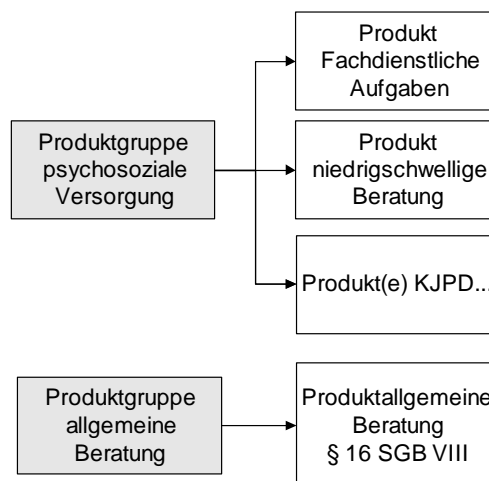 Produkt
Fachdienstliche
Aufgaben
Produktgruppe
psychosoziale
Versorgung
Produkt
niedrigschwellige
Beratung
Produkt(e) KJPD...
Produktgruppe
allgemeine
Beratung
Produktallgemeine
Beratung
§ 16 SGB VIII